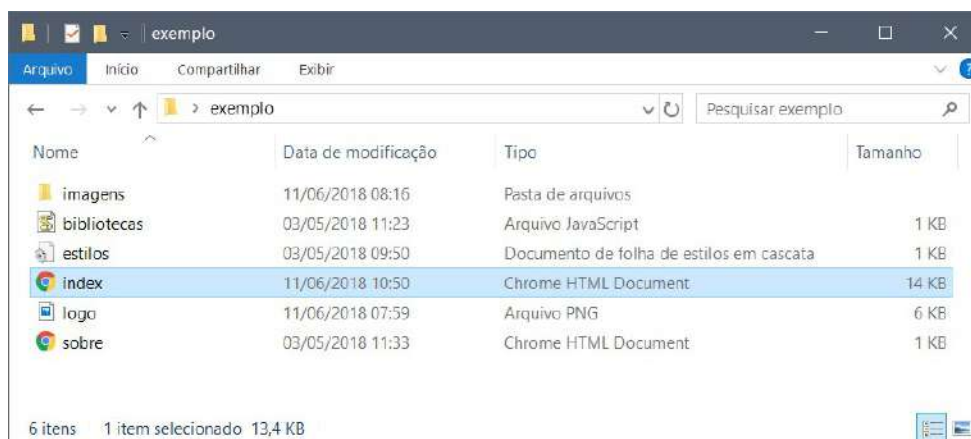 exemplo
Arquivo Início Compartilhar Exibir
exemplo Pesquisar exemplo
Nome Data de modificação Tipo Tamanho
imagens 11/06/2018 08:16 Pasta de arquivos
bibliotecas 03/05/2018 11:23 Arquivo JavaScript 1 KB
estilos 03/05/2018 09:50 Documento de folha de estilos em cascata 1 KB
index 11/06/2018 10:50 Chrome HTML Document 14 KB
logo 11/06/2018 07:59 Arquivo PNG 6 KB
sobre 03/05/2018 11:33 Chrome HTML Document 1 KB
6 itens 1 item selecionado 13,4 KB